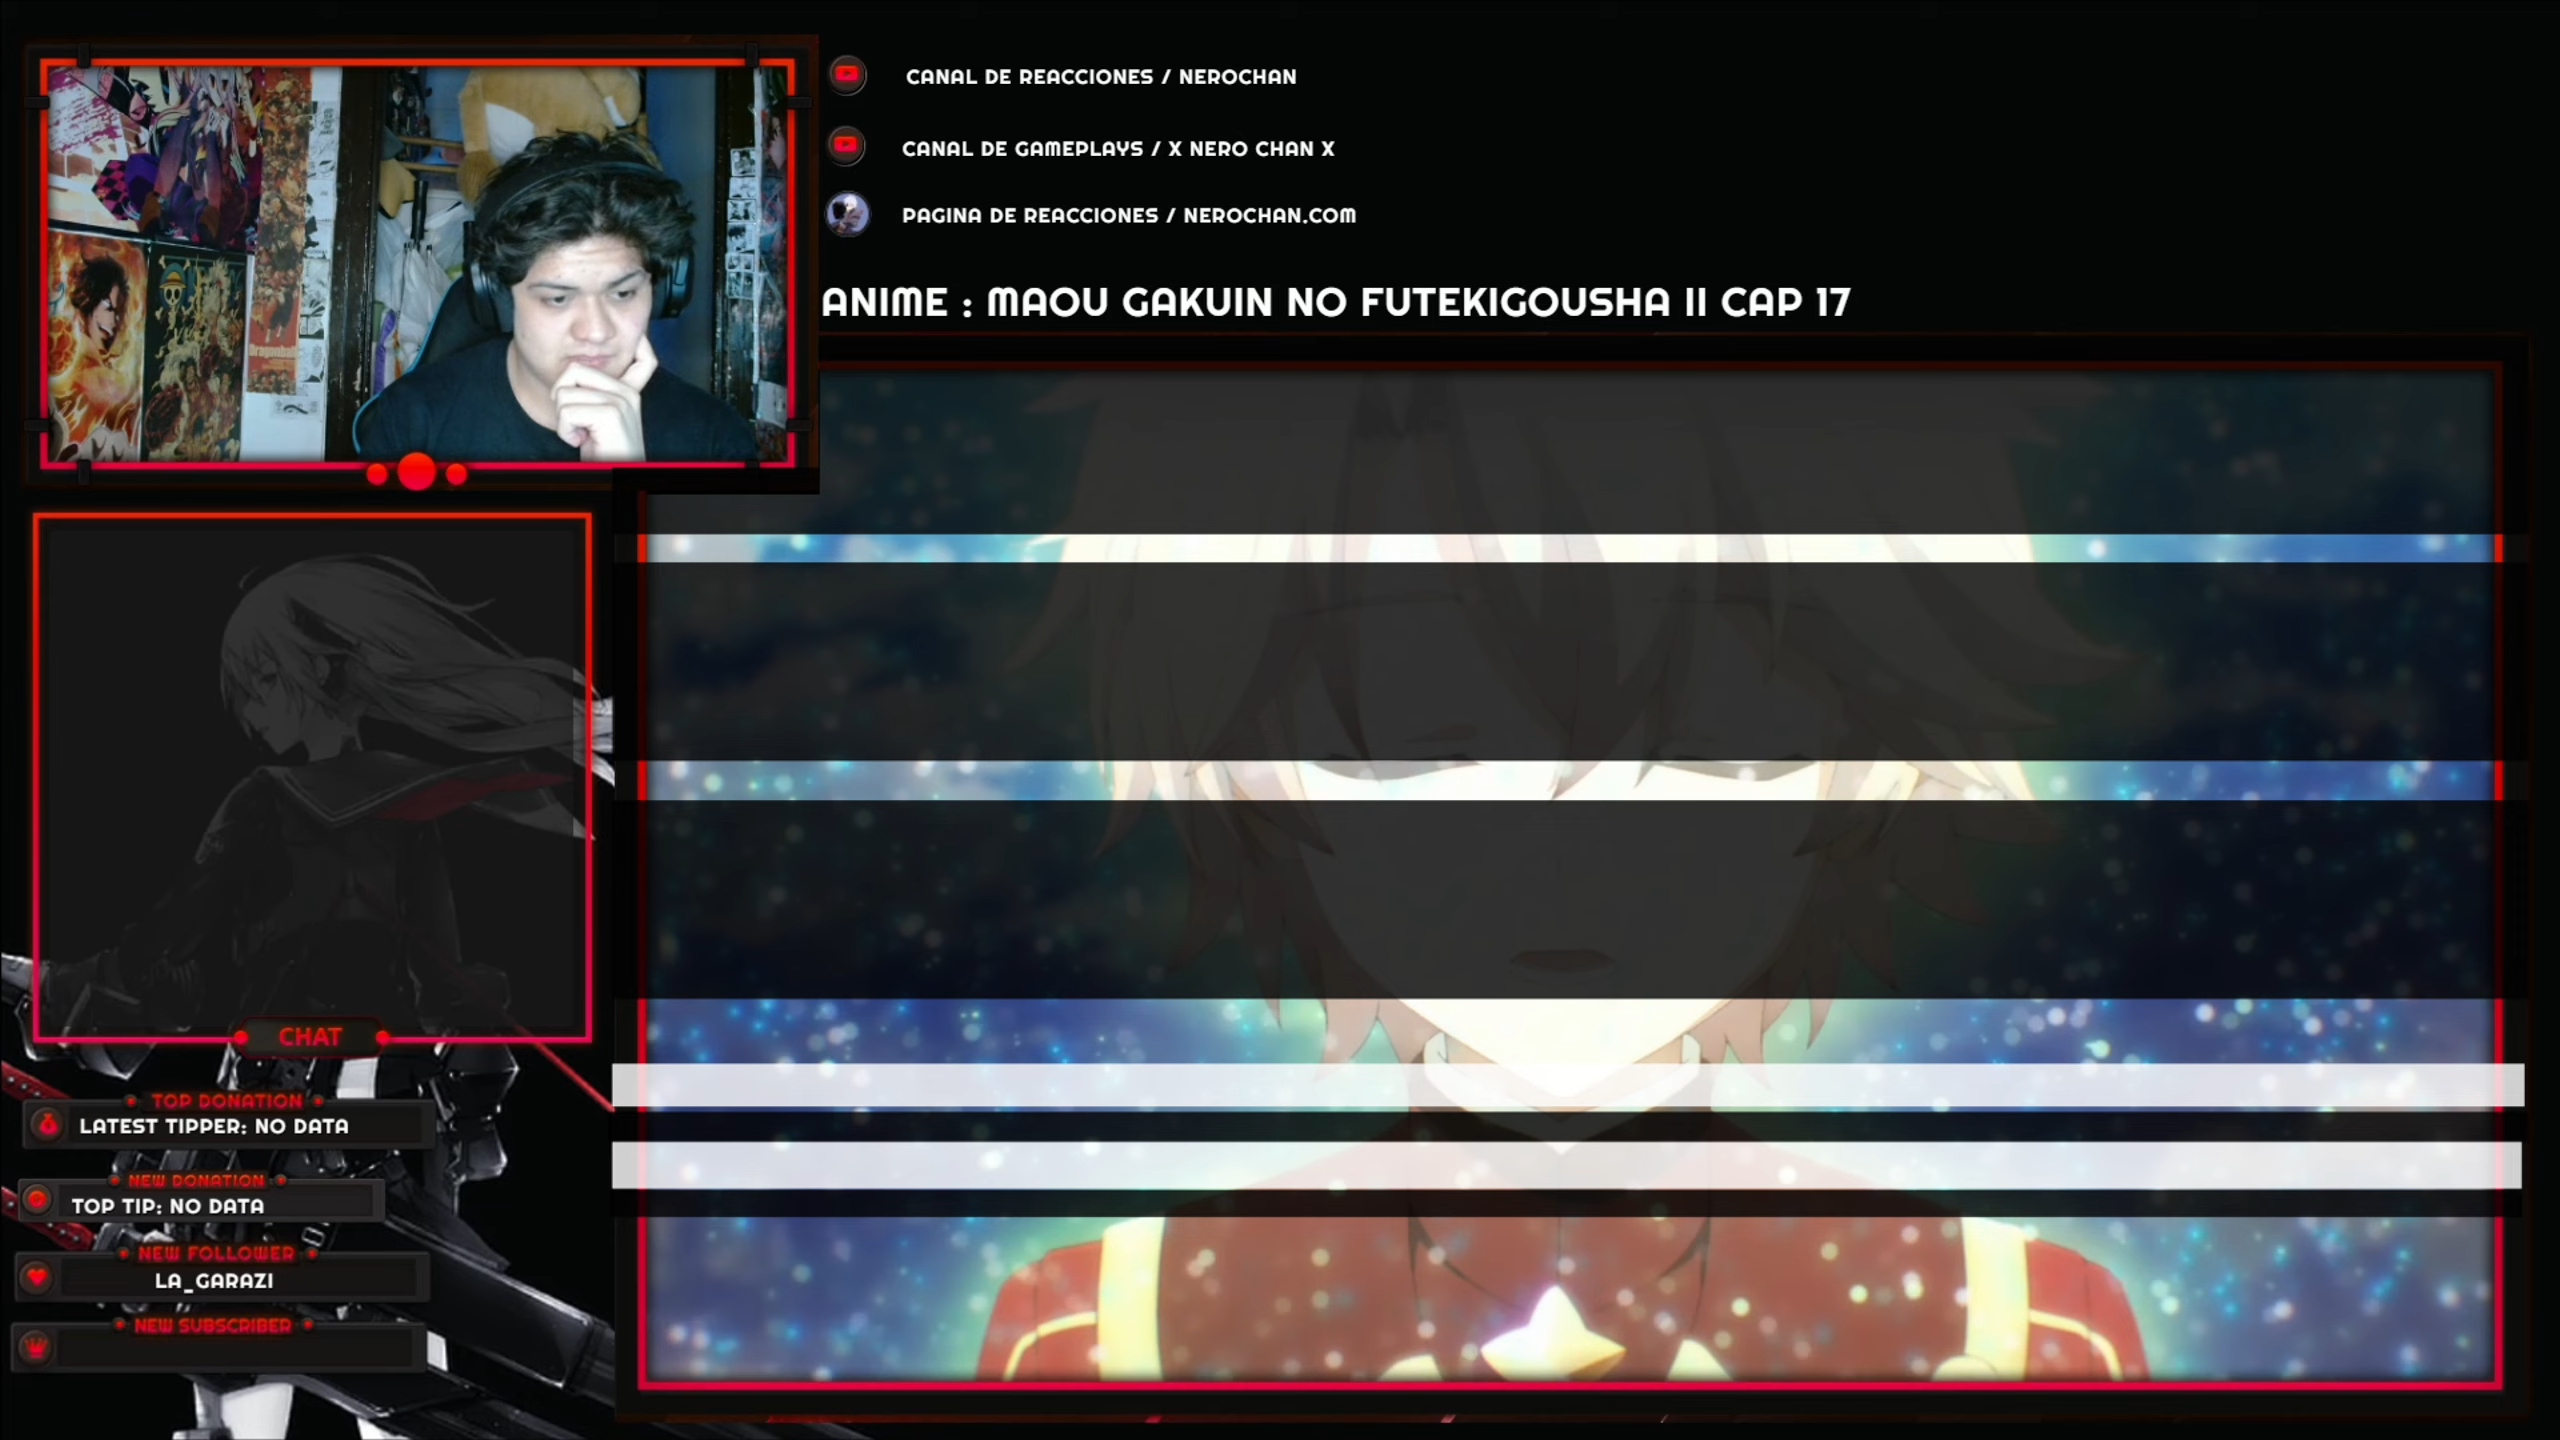 CANAL DE REACCIONES / NEROCHAN
CANAL DE GAMEPLAYS / X NERO CHAN X
PAGINA DE REACCIONES / NEROCHAN.COM
ANIME : MAOU GAKUIN NO FUTEKIGOUSHA II CAP 17
Dragonball
CHAT
TOP DONATION
LATEST TIPPER: NO DATA
NEW DONATION
TOP TIP: NO DATA
NEW FOLLOWER
LA_GARAZI
NEW SUBSCRIBER